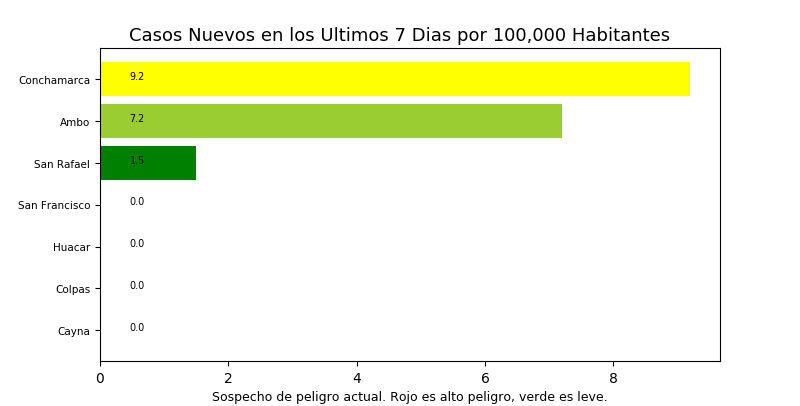 Casos Nuevos en los Ultimos 7 Dias por 100,000 Habitantes
Conchamarca 9.2
Ambo 7.2
San Rafael 1.5
San Francisco 0.0
Huacar 0.0
Colpas 0.0
Cayna 0.0
0 2 4 6 8
Sospecho de peligro actual. Rojo es alto peligro, verde es leve.